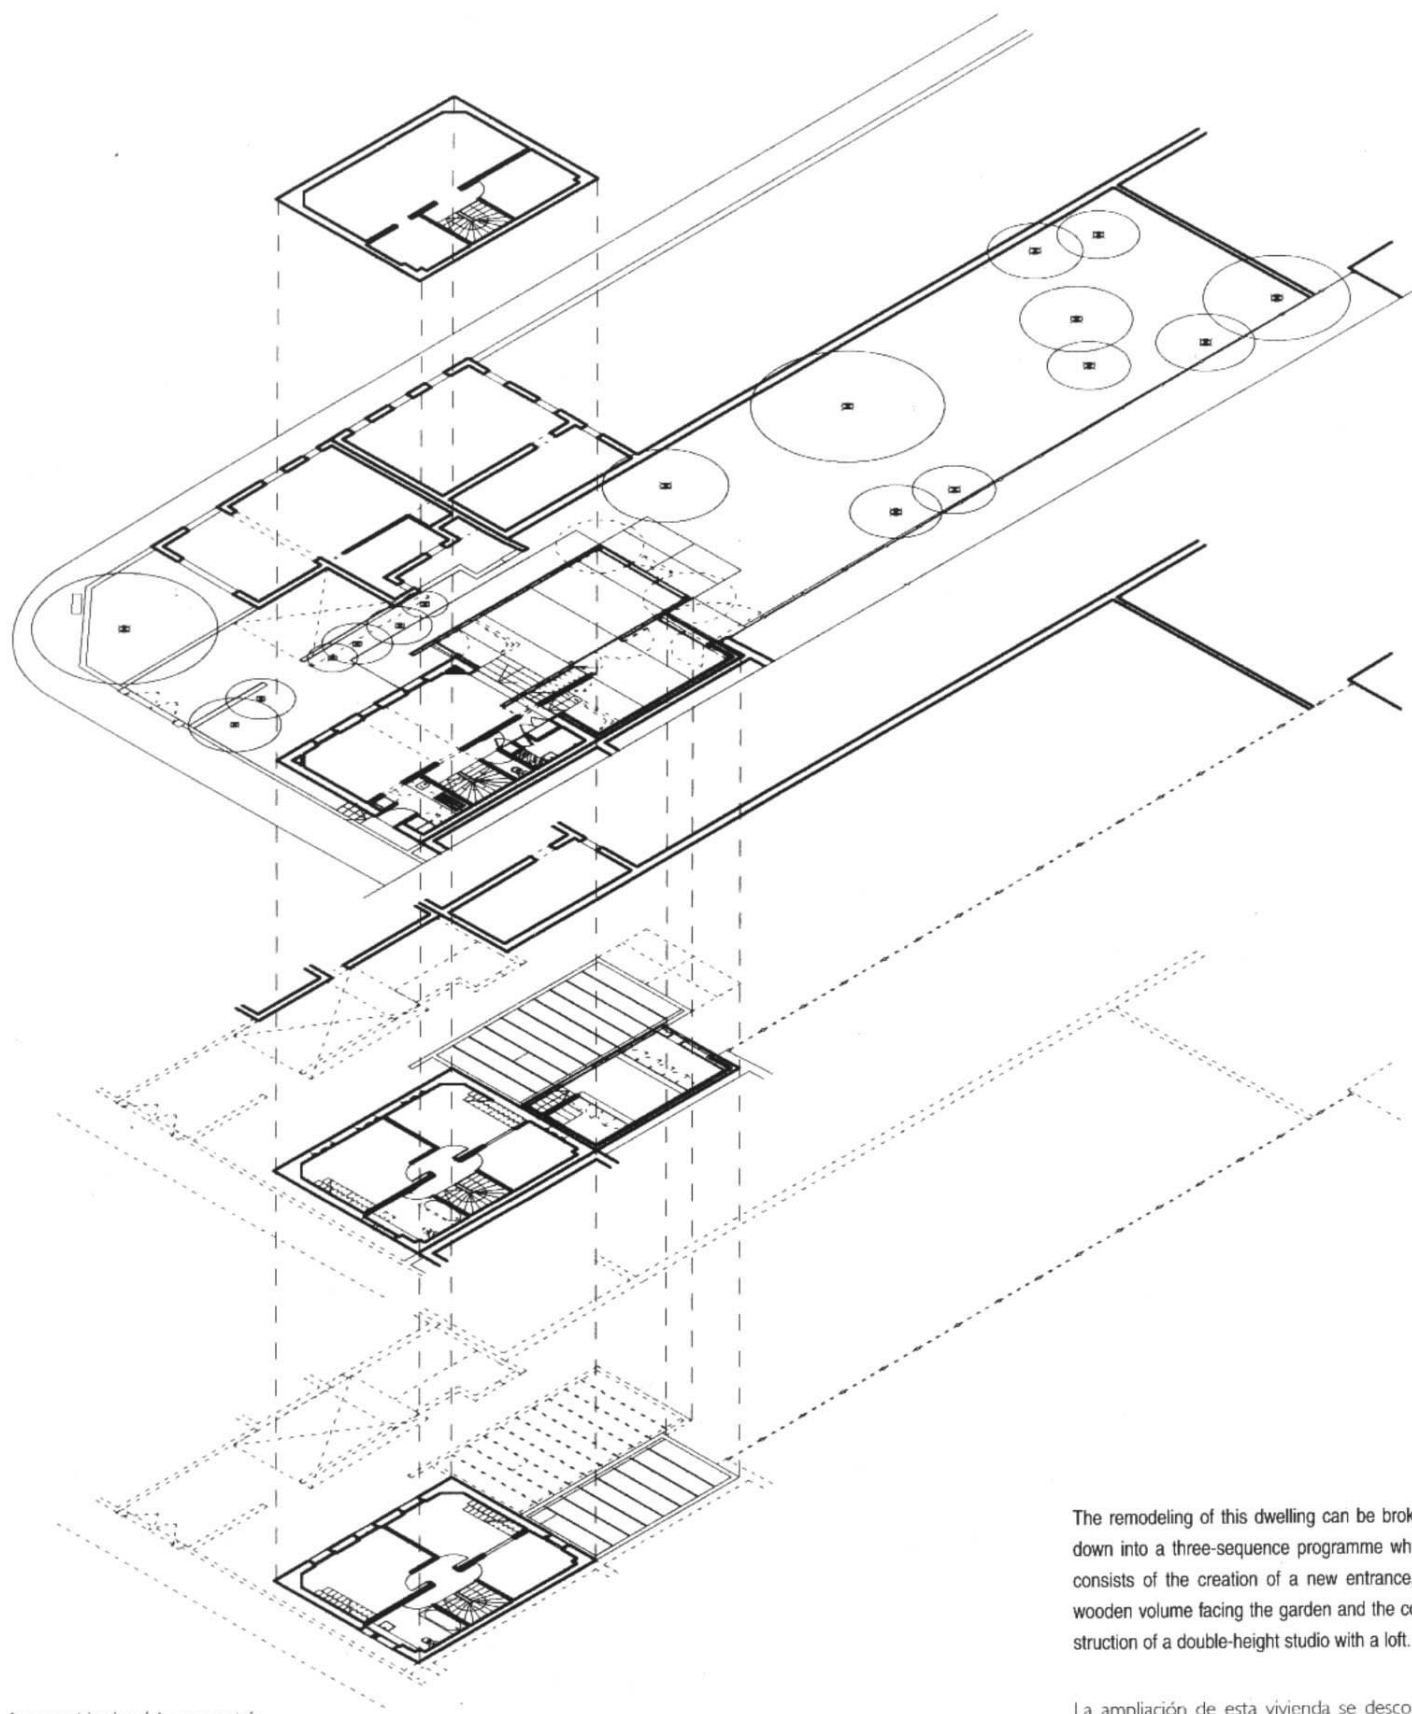 The remodeling of this dwelling can be brok
down into a three-sequence programme wh
consists of the creation of a new entrance,
wooden volume facing the garden and the co
struction of a double-height studio with a loft.
La ampliación de esta vivienda se desco